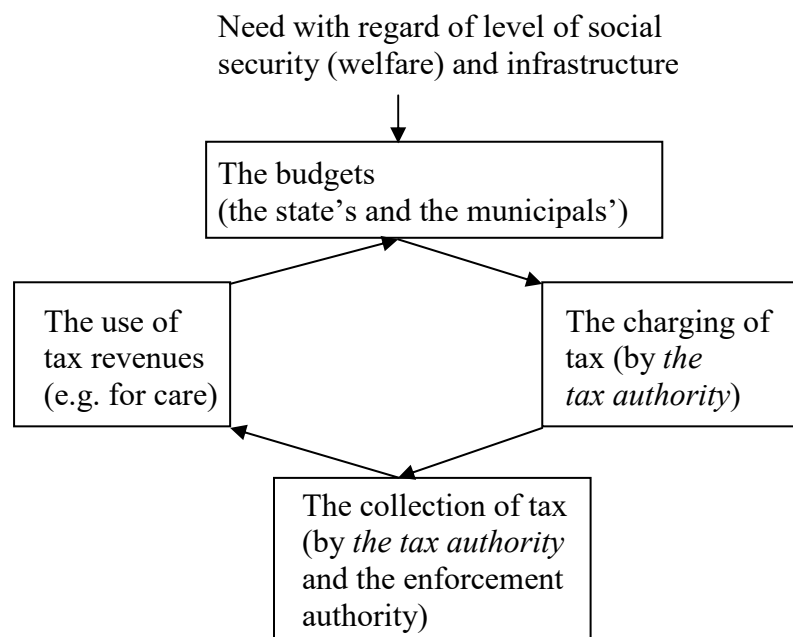 Need with regard of level of social
security (welfare) and infrastructure
The budgets
(the state's and the municipals’)
The use of
tax revenues
(e.g. for care)
The charging of
tax (by the
tax authority)
The collection of tax
(by the tax authority
and the enforcement
authority)